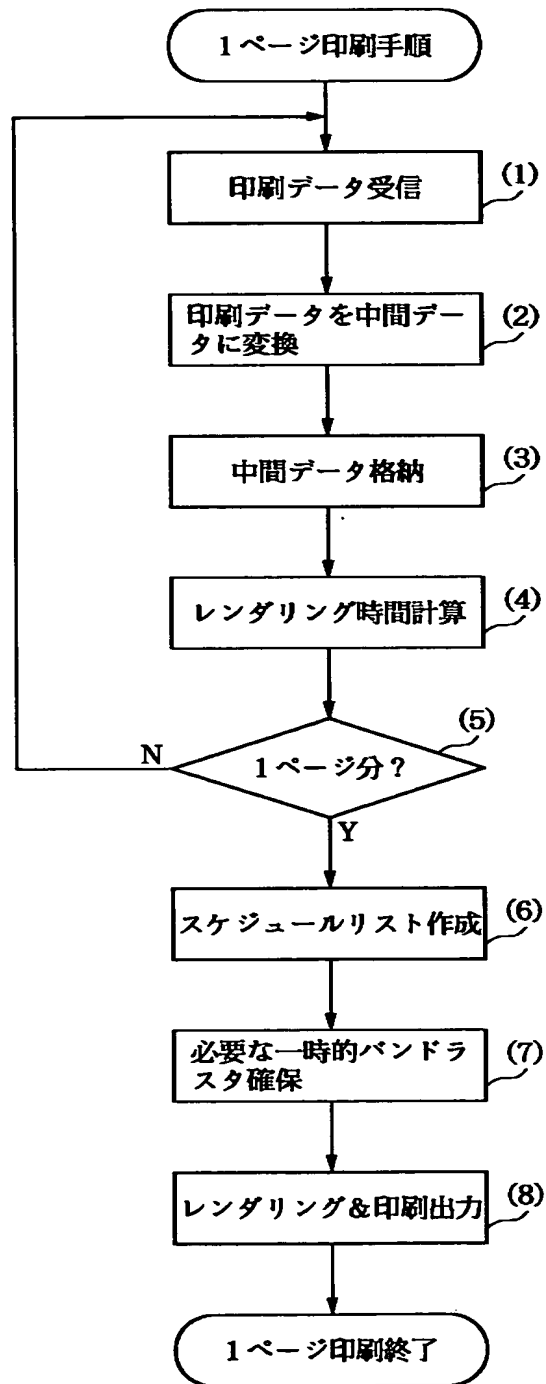 1ページ印刷手順
印刷データ受信
(1)
印刷データを中間デー
タに変換
(2)
中間データ格納
(3)
レンダリング時間計算
(4)
1ページ分？
(5)
N
Y
スケジュールリスト作成
(6)
必要な一時的バンドラ
スタ確保
(7)
レンダリング&印刷出力
(8)
1ページ印刷終了